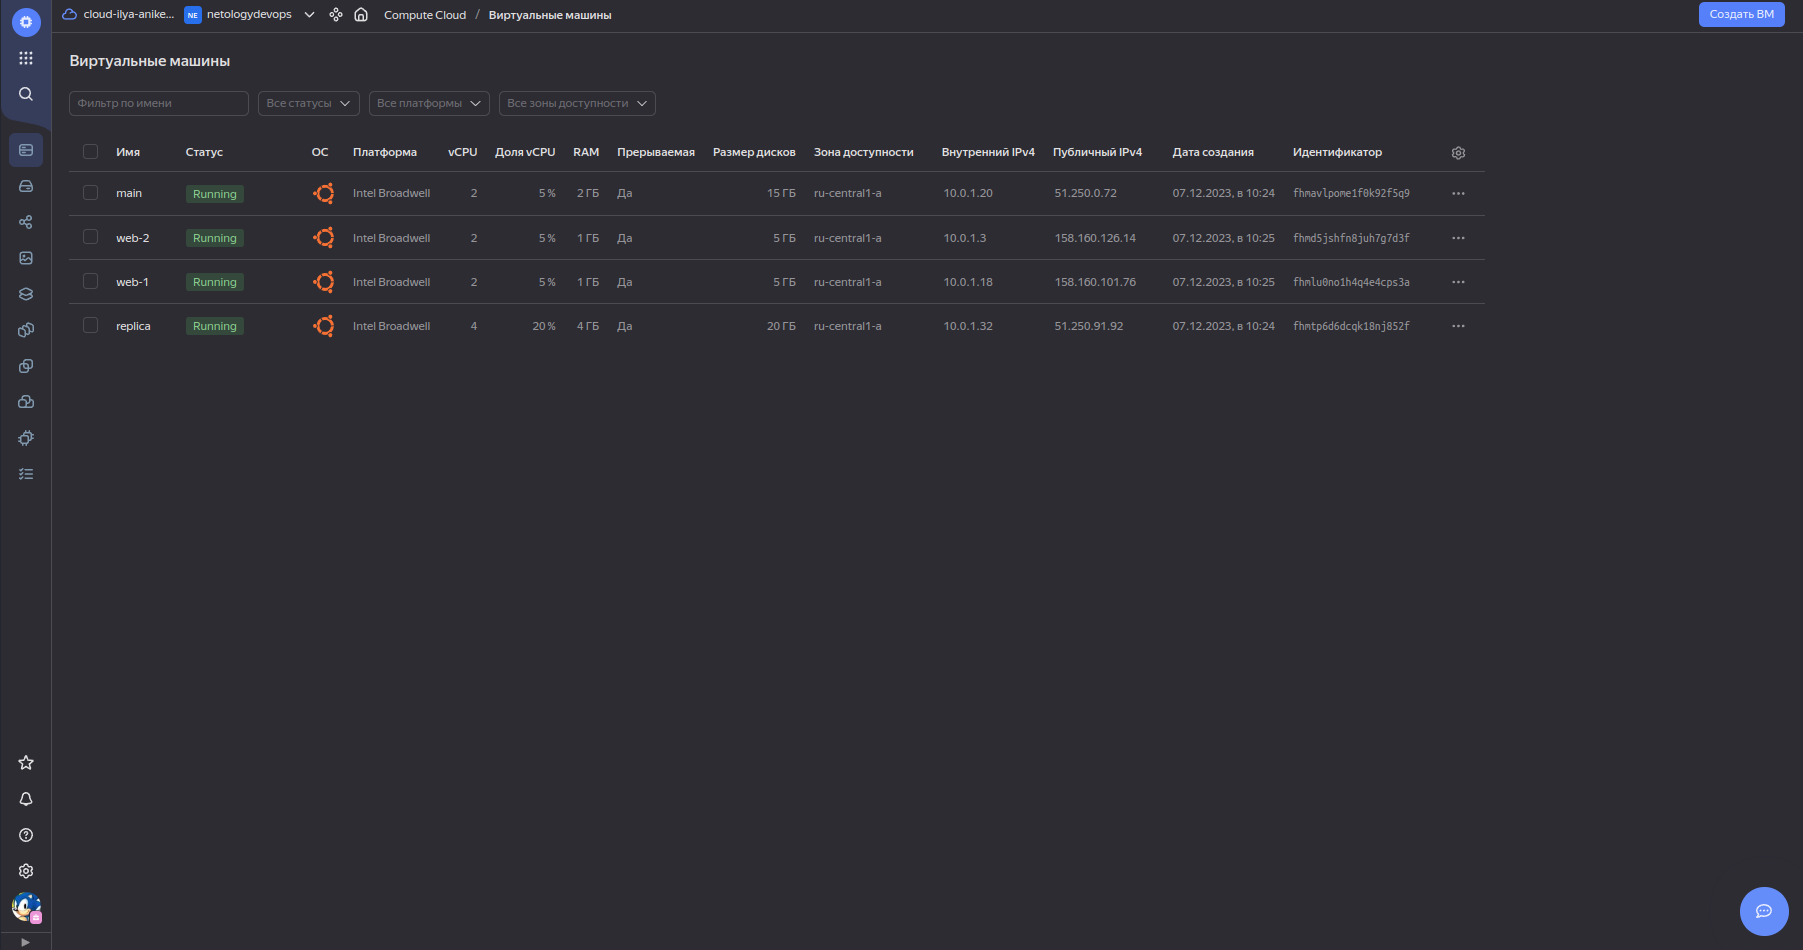 cloud-ilya-anike... NE netologydevops Compute Cloud / Виртуальные машины Создать ВМ
Виртуальные машины
Фильтр по имени Все статусы Все платформы Все зоны доступности
Имя Статус ОС Платформа vCPU Доля vCPU RAM Прерываемая Размер дисков Зона доступности Внутренний IPv4 Публичный IPv4 Дата создания Идентификатор
main Running Intel Broadwell 2 5 % 2 ГБ Да 15 ГБ ru-central1-a 10.0.1.20 51.250.0.72 07.12.2023, в 10:24 fhmavlpome1f0k92f5q9
web-2 Running Intel Broadwell 2 5 % 1 ГБ Да 5 ГБ ru-central1-a 10.0.1.3 158.160.126.14 07.12.2023, в 10:25 fhmd5jshfn8juh7g7d3f
web-1 Running Intel Broadwell 2 5 % 1 ГБ Да 5 ГБ ru-central1-a 10.0.1.18 158.160.101.76 07.12.2023, в 10:25 fhmlu0no1h4q4e4cps3a
replica Running Intel Broadwell 4 20 % 4 ГБ Да 20 ГБ ru-central1-a 10.0.1.32 51.250.91.92 07.12.2023, в 10:24 fhmtp6d6dcqk18nj852f